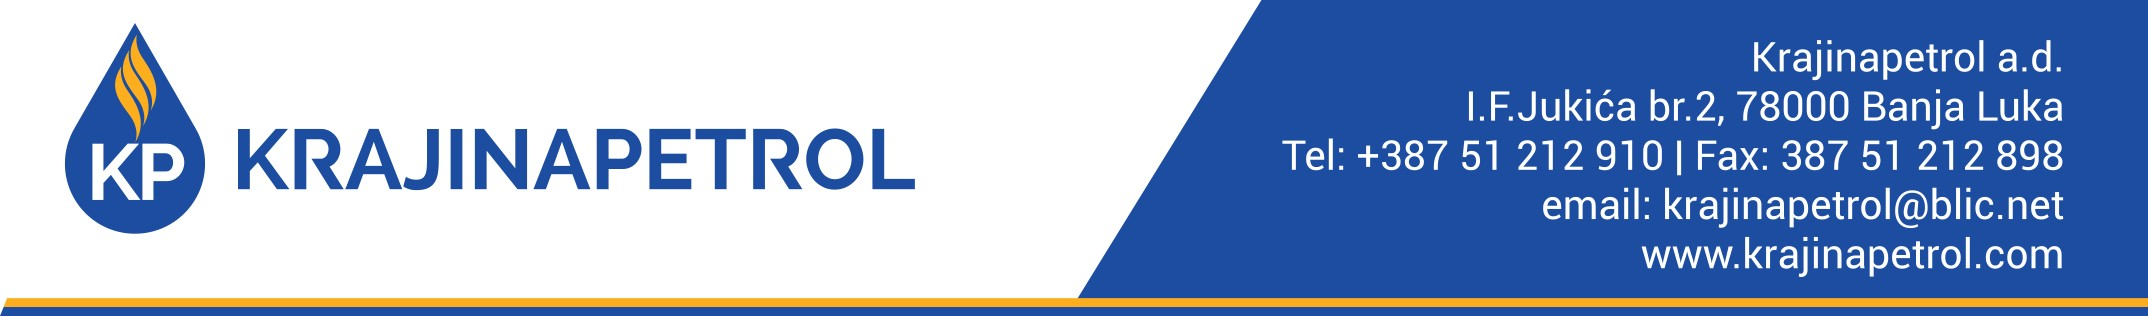 KP
KRAJINAPETROL
Krajinapetrol a.d.
I.F.Jukića br.2, 78000 Banja Luka
Tel: +387 51 212 910 | Fax: 387 51 212 898
email: krajinapetrol@blic.net
www.krajinapetrol.com